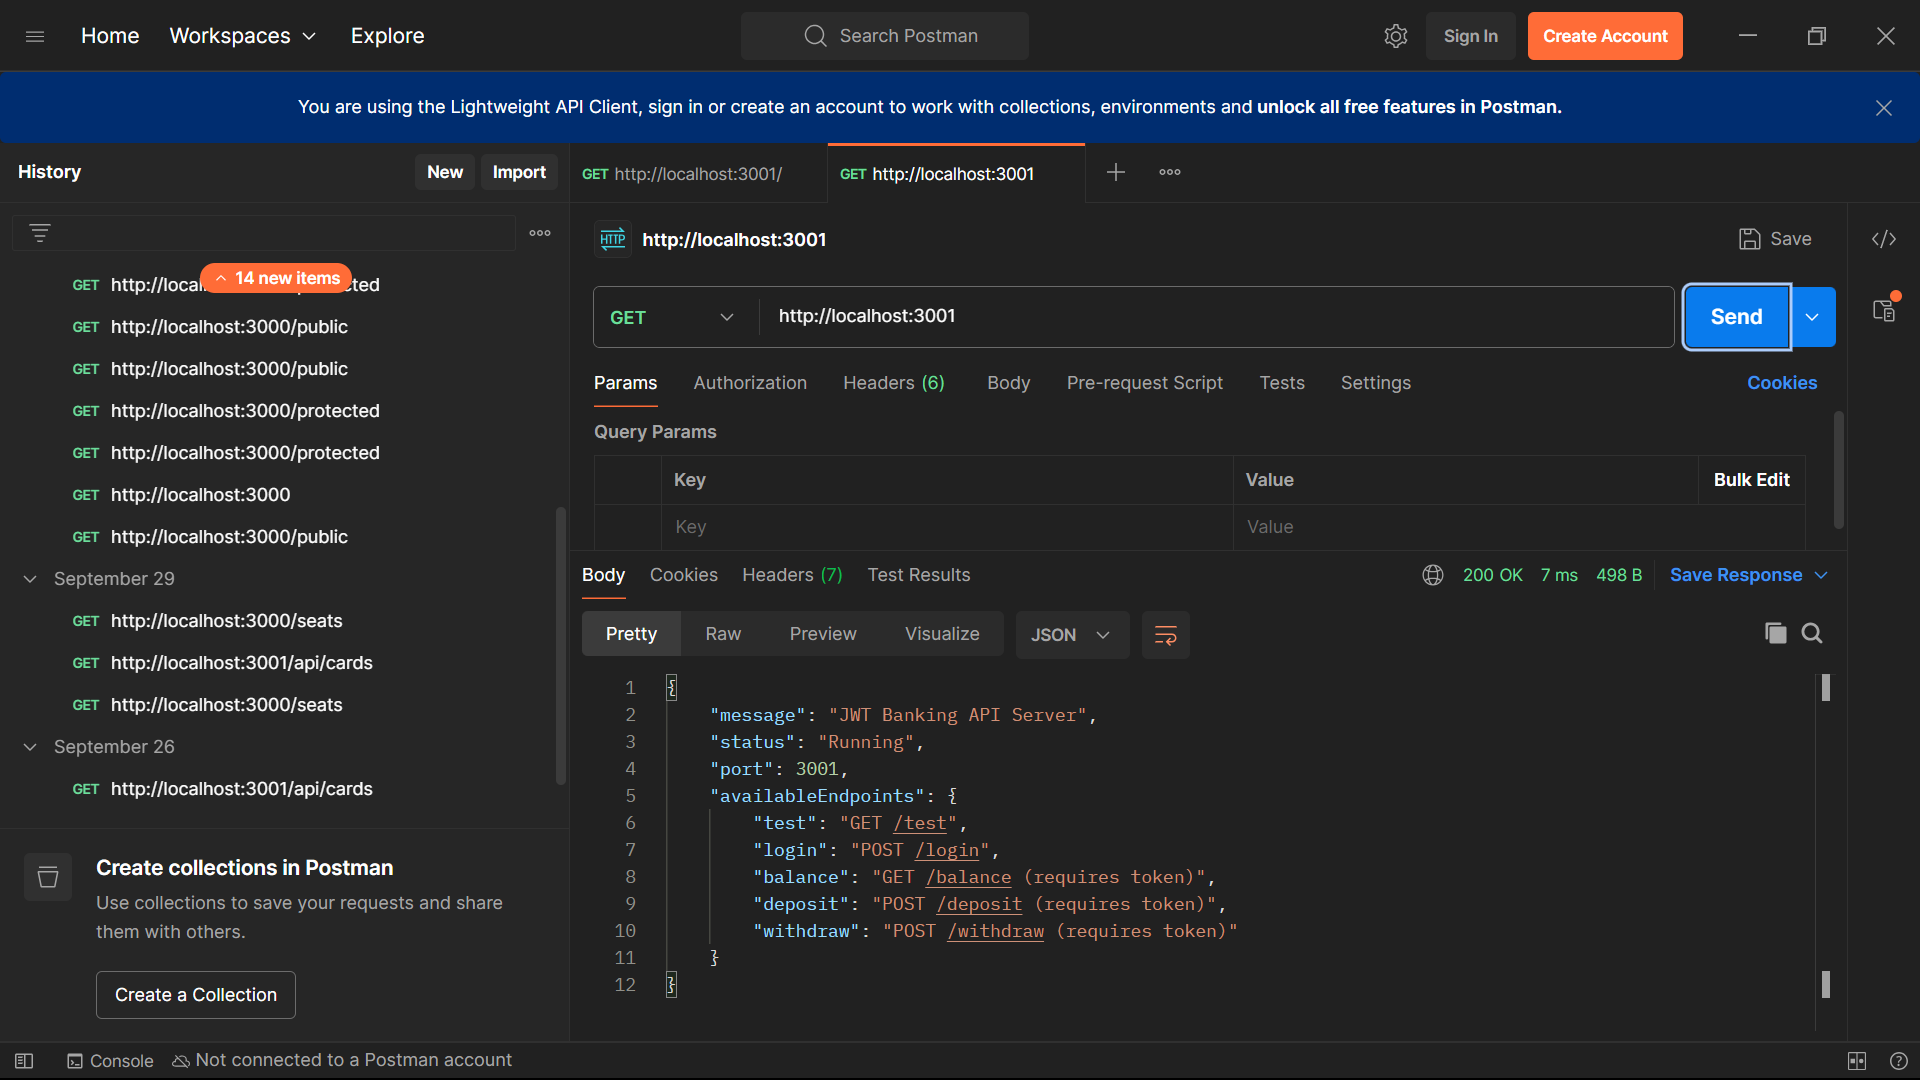 Home Workspaces Explore Search Postman Sign In Create Account
You are using the Lightweight API Client, sign in or create an account to work with collections, environments and unlock all free features in Postman.
History New Import
14 new items
GET http://loca cted
GET http://localhost:3000/public
GET http://localhost:3000/public
GET http://localhost:3000/protected
GET http://localhost:3000/protected
GET http://localhost:3000
GET http://localhost:3000/public
September 29
GET http://localhost:3000/seats
GET http://localhost:3001/api/cards
GET http://localhost:3000/seats
September 26
GET http://localhost:3001/api/cards
Create collections in Postman
Use collections to save your requests and share
them with others.
Create a Collection
GET http://localhost:3001/ GET http://localhost:3001
HTTP http://localhost:3001 Save
GET http://localhost:3001 Send
Params Authorization Headers (6) Body Pre-request Script Tests Settings Cookies
Query Params
Key Value Bulk Edit
Key Value
Body Cookies Headers (7) Test Results 200 OK 7 ms 498 B Save Response
Pretty Raw Preview Visualize JSON
1 {
2 "message": "JWT Banking API Server",
3 "status": "Running",
4 "port": 3001,
5 "availableEndpoints": {
6 "test": "GET /test",
7 "login": "POST /login",
8 "balance": "GET /balance (requires token)",
9 "deposit": "POST /deposit (requires token)",
10 "withdraw": "POST /withdraw (requires token)"
11 }
12 }
Console Not connected to a Postman account